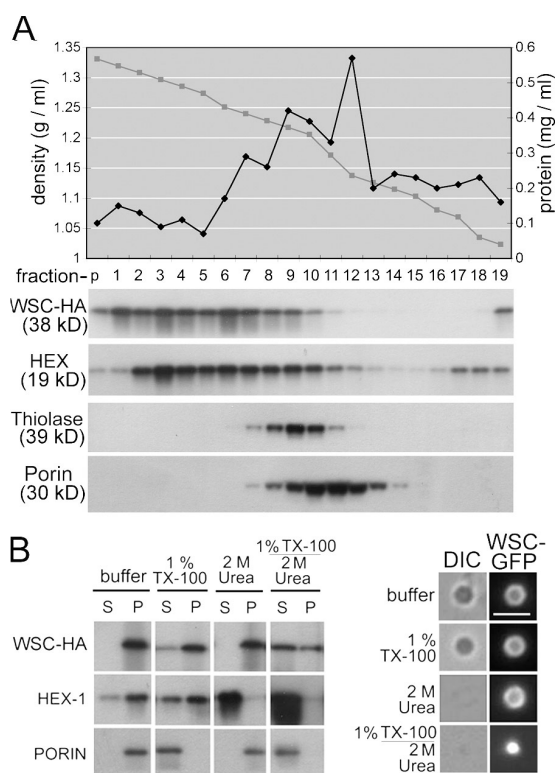 A
1.35
1.3
1.25
1.2
1.15
1.1
1.05
1
density (g / ml)
0.6
0.5
0.4
0.3
0.2
0.1
0
protein (mg / ml)
fraction- p 1 2 3 4 5 6 7 8 9 10 11 12 13 14 15 16 17 18 19
WSC-HA
(38 kD)
HEX
(19 kD)
Thiolase
(39 kD)
Porin
(30 kD)
B
buffer 1 % TX-100 2 M Urea 1% TX-100 2 M Urea
S P S P S P S P
WSC-HA
HEX-1
PORIN
DIC WSC-GFP
buffer
1 %
TX-100
2 M
Urea
1% TX-100
2 M
Urea